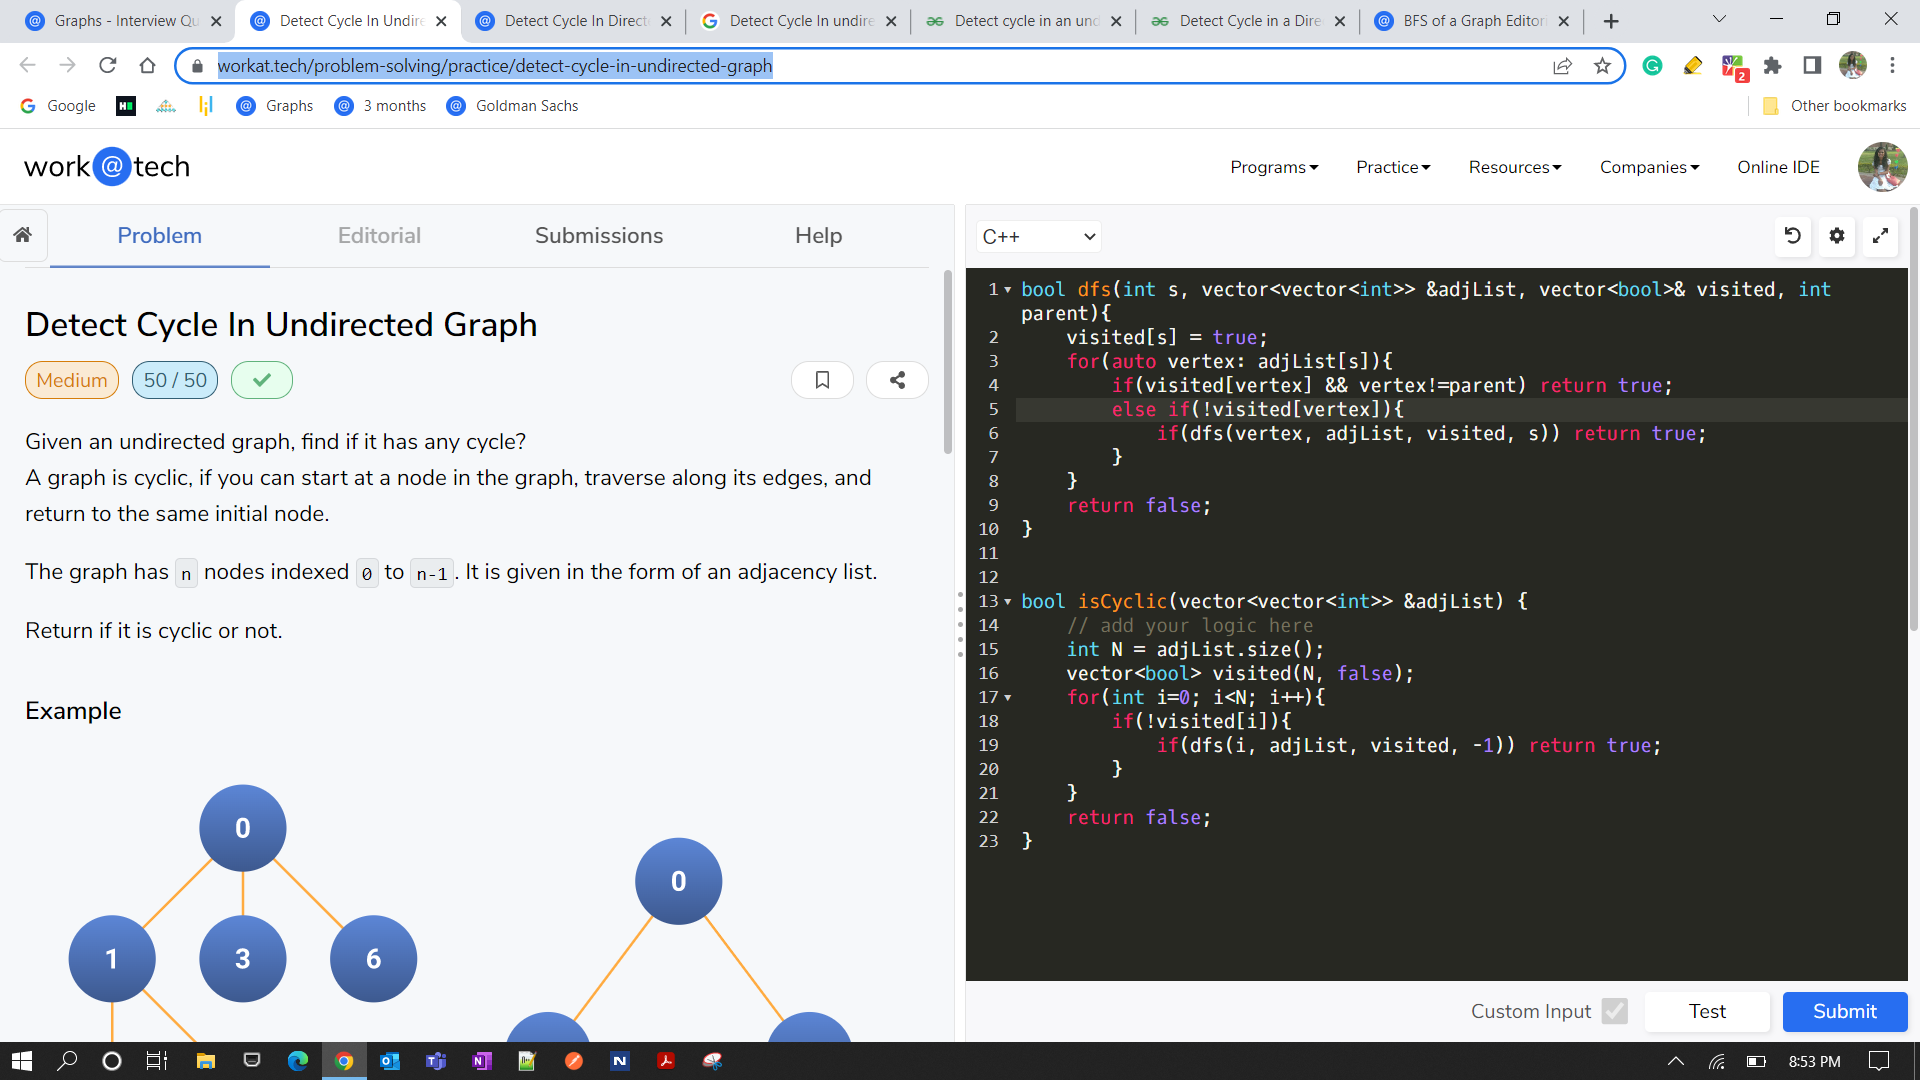 Graphs - Interview Qu
Detect Cycle In Undire
Detect Cycle In Direct
Detect Cycle In undire
Detect cycle in an und
Detect Cycle in a Dire
BFS of a Graph Editori
workat.tech/problem-solving/practice/detect-cycle-in-undirected-graph
2
Google
Graphs
3 months
Goldman Sachs
Other bookmarks
work@tech
Programs
Practice
Resources
Companies
Online IDE
Problem
Editorial
Submissions
Help
C++
Detect Cycle In Undirected Graph
Medium
50 / 50
Given an undirected graph, find if it has any cycle?
A graph is cyclic, if you can start at a node in the graph, traverse along its edges, and
return to the same initial node.
The graph has n nodes indexed 0 to n-1. It is given in the form of an adjacency list.
Return if it is cyclic or not.
Example
0
1
3
6
0
1 bool dfs(int s, vector<vector<int>> &adjList, vector<bool>& visited, int
parent){
2 visited[s] = true;
3 for(auto vertex: adjList[s]){
4 if(visited[vertex] && vertex!=parent) return true;
5 else if(!visited[vertex]){
6 if(dfs(vertex, adjList, visited, s)) return true;
7 }
8 }
9 return false;
10 }
11
12
13 bool isCyclic(vector<vector<int>> &adjList) {
14 // add your logic here
15 int N = adjList.size();
16 vector<bool> visited(N, false);
17 for(int i=0; i<N; i++){
18 if(!visited[i]){
19 if(dfs(i, adjList, visited, -1)) return true;
20 }
21 }
22 return false;
23 }
Custom Input
Test
Submit
8:53 PM